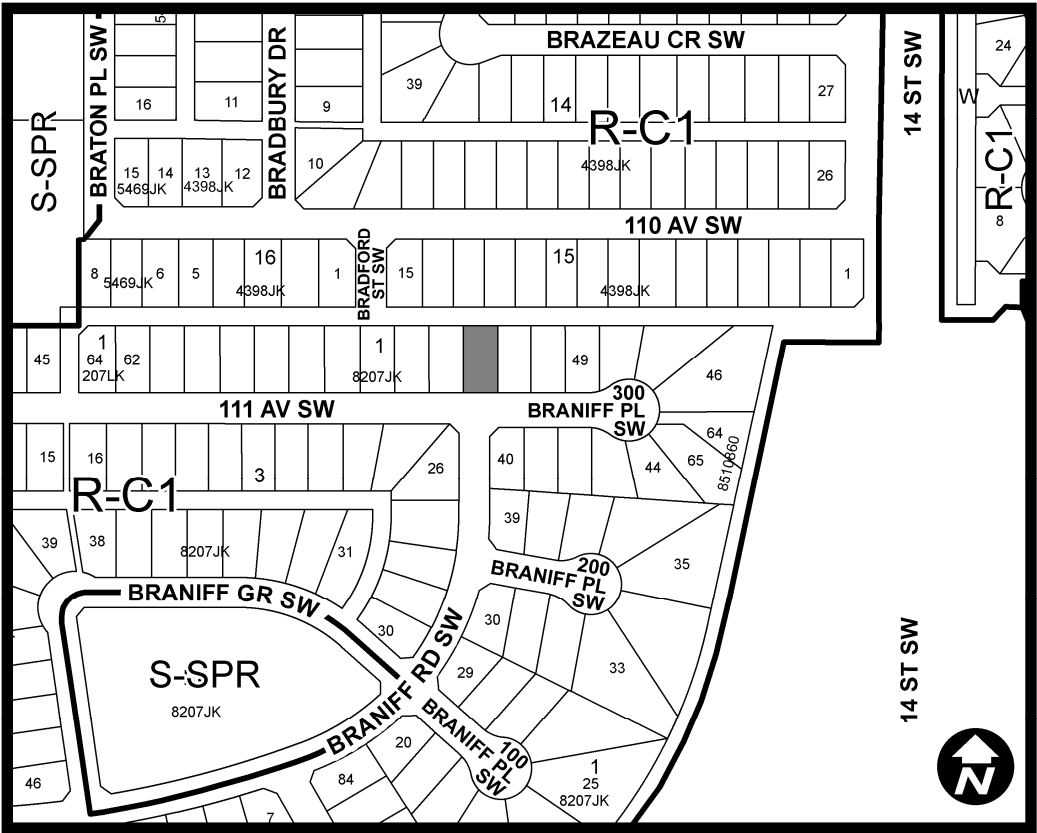 BRAZEAU CR SW
BRATON PL SW
BRADBURY DR
14 ST SW
24
W
S-SPR
16
11
9
39
14
27
R-C1
R-C1
10
4398JK
26
15
14
13
12
5469JK
4398JK
8
110 AV SW
8
5469JK
6
5
16
4398JK
1
BRADFORD
ST SW
15
15
4398JK
1
45
1
64
62
207LK
1
8207JK
49
46
300
BRANIFF PL
SW
111 AV SW
64
65
8510860
44
15
16
3
26
40
R-C1
39
38
8207JK
31
39
200
BRANIFF PL
SW
35
BRANIFF GR SW
30
30
29
33
14 ST SW
S-SPR
8207JK
BRANIFF RD SW
BRANIFF PL
100
SW
20
84
1
25
8207JK
46
7
N